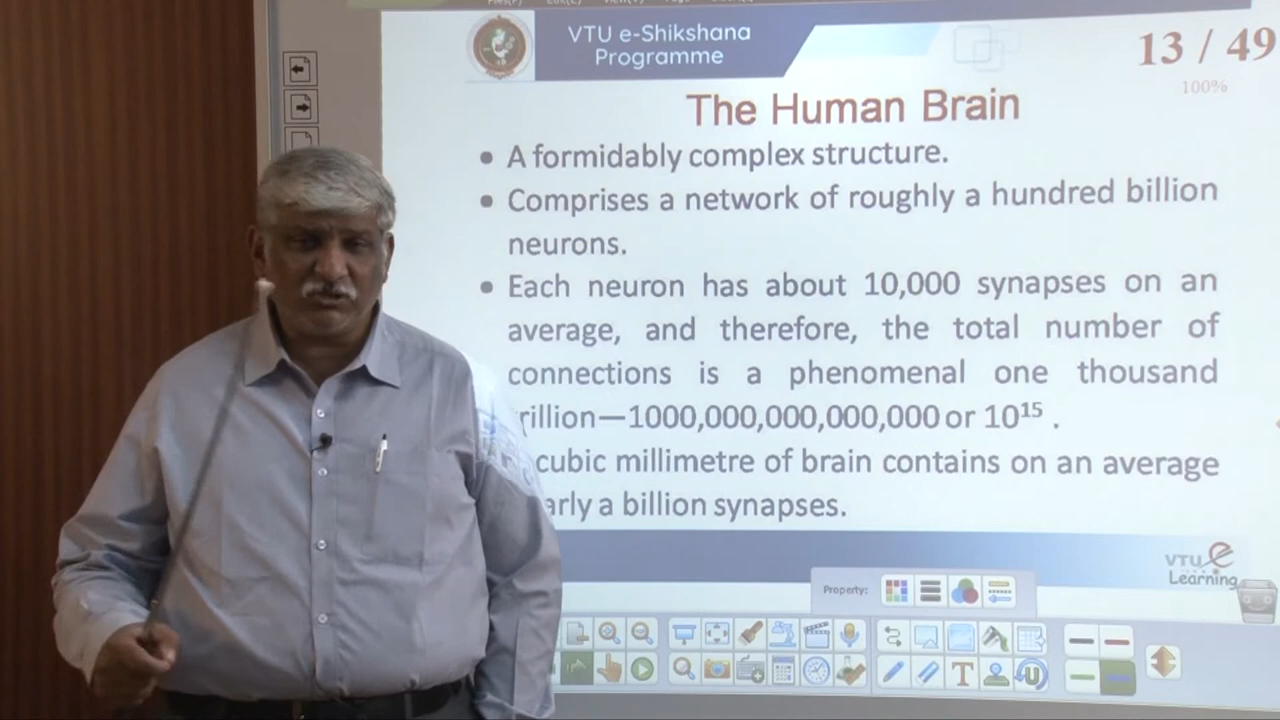 VTU e-Shikshana
Programme
13 / 49
100%
The Human Brain
• A formidably complex structure.
• Comprises a network of roughly a hundred billion
neurons.
• Each neuron has about 10,000 synapses on an
average, and therefore, the total number of
connections is a phenomenal one thousand
rillion—1000,000,000,000,000 or 10¹⁵ .
cubic millimetre of brain contains on an average
arly a billion synapses.
VTU e
Learning
Property: